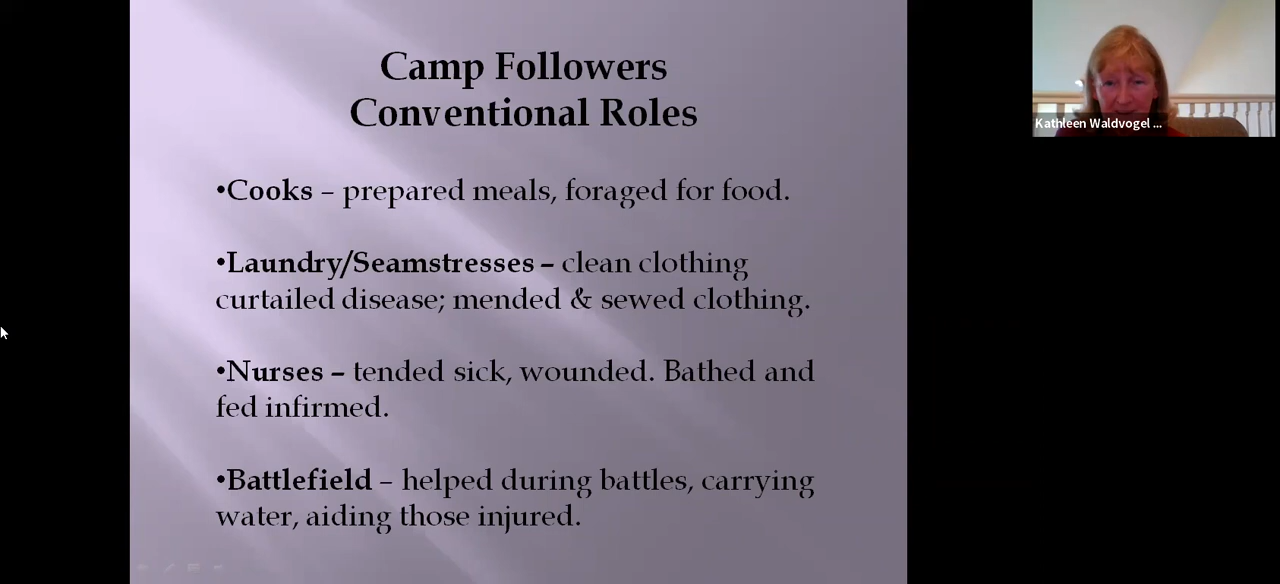 Camp Followers
Conventional Roles
•Cooks – prepared meals, foraged for food.
•Laundry/Seamstresses – clean clothing
curtailed disease; mended & sewed clothing.
•Nurses – tended sick, wounded. Bathed and
fed infirmed.
•Battlefield – helped during battles, carrying
water, aiding those injured.
Kathleen Waldvogel ...